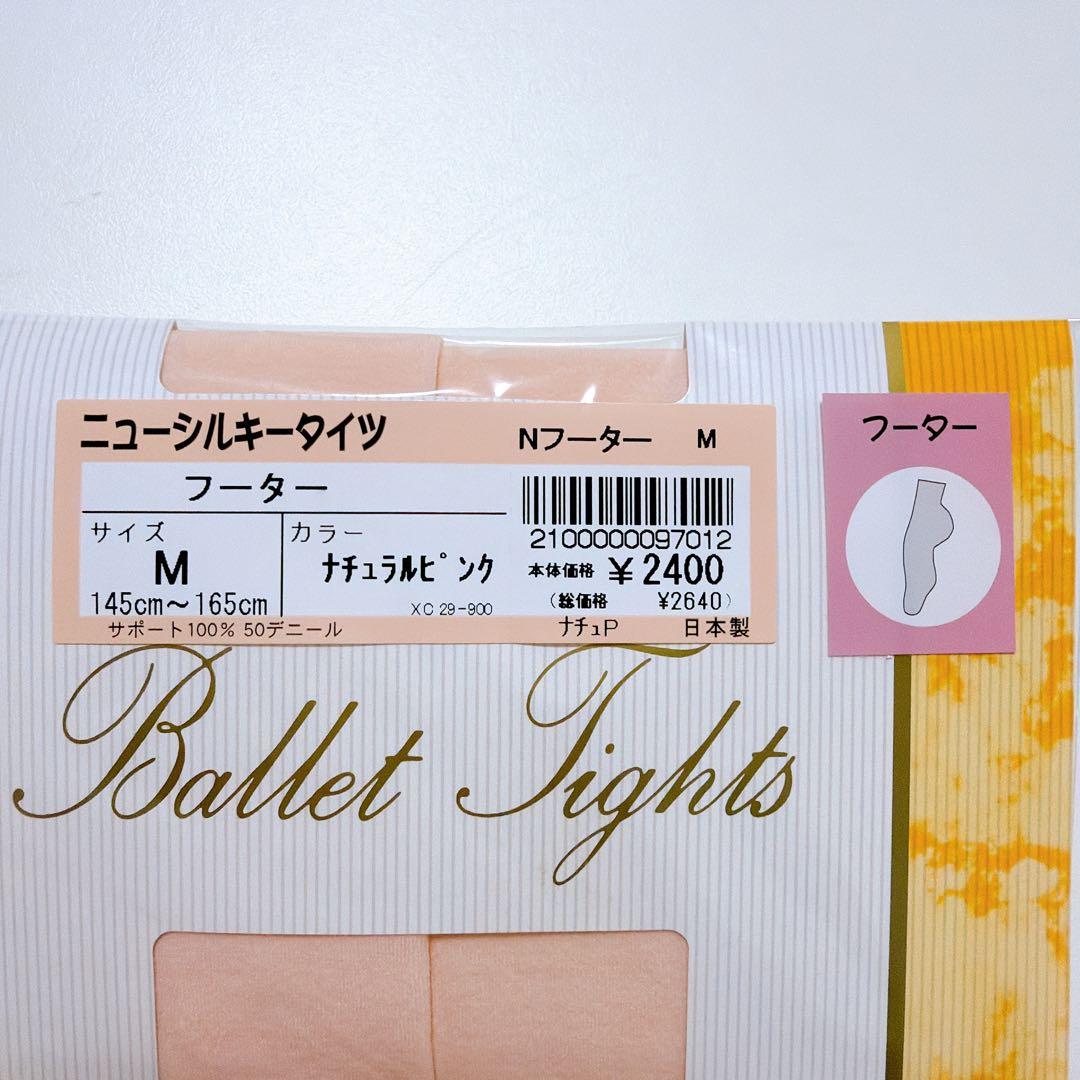 ニューシルキータイツ
Nフーター M
フーター
サイズ
M
145cm～165cm
カラー
ﾅﾁｭﾗﾙﾋﾟﾝｸ
XC 29-900
2100000097012
本体価格 ¥2400
(総価格 ¥2640)
サポート100% 50デニール
ﾅﾁｭP 日本製
フーター
Ballet Tights